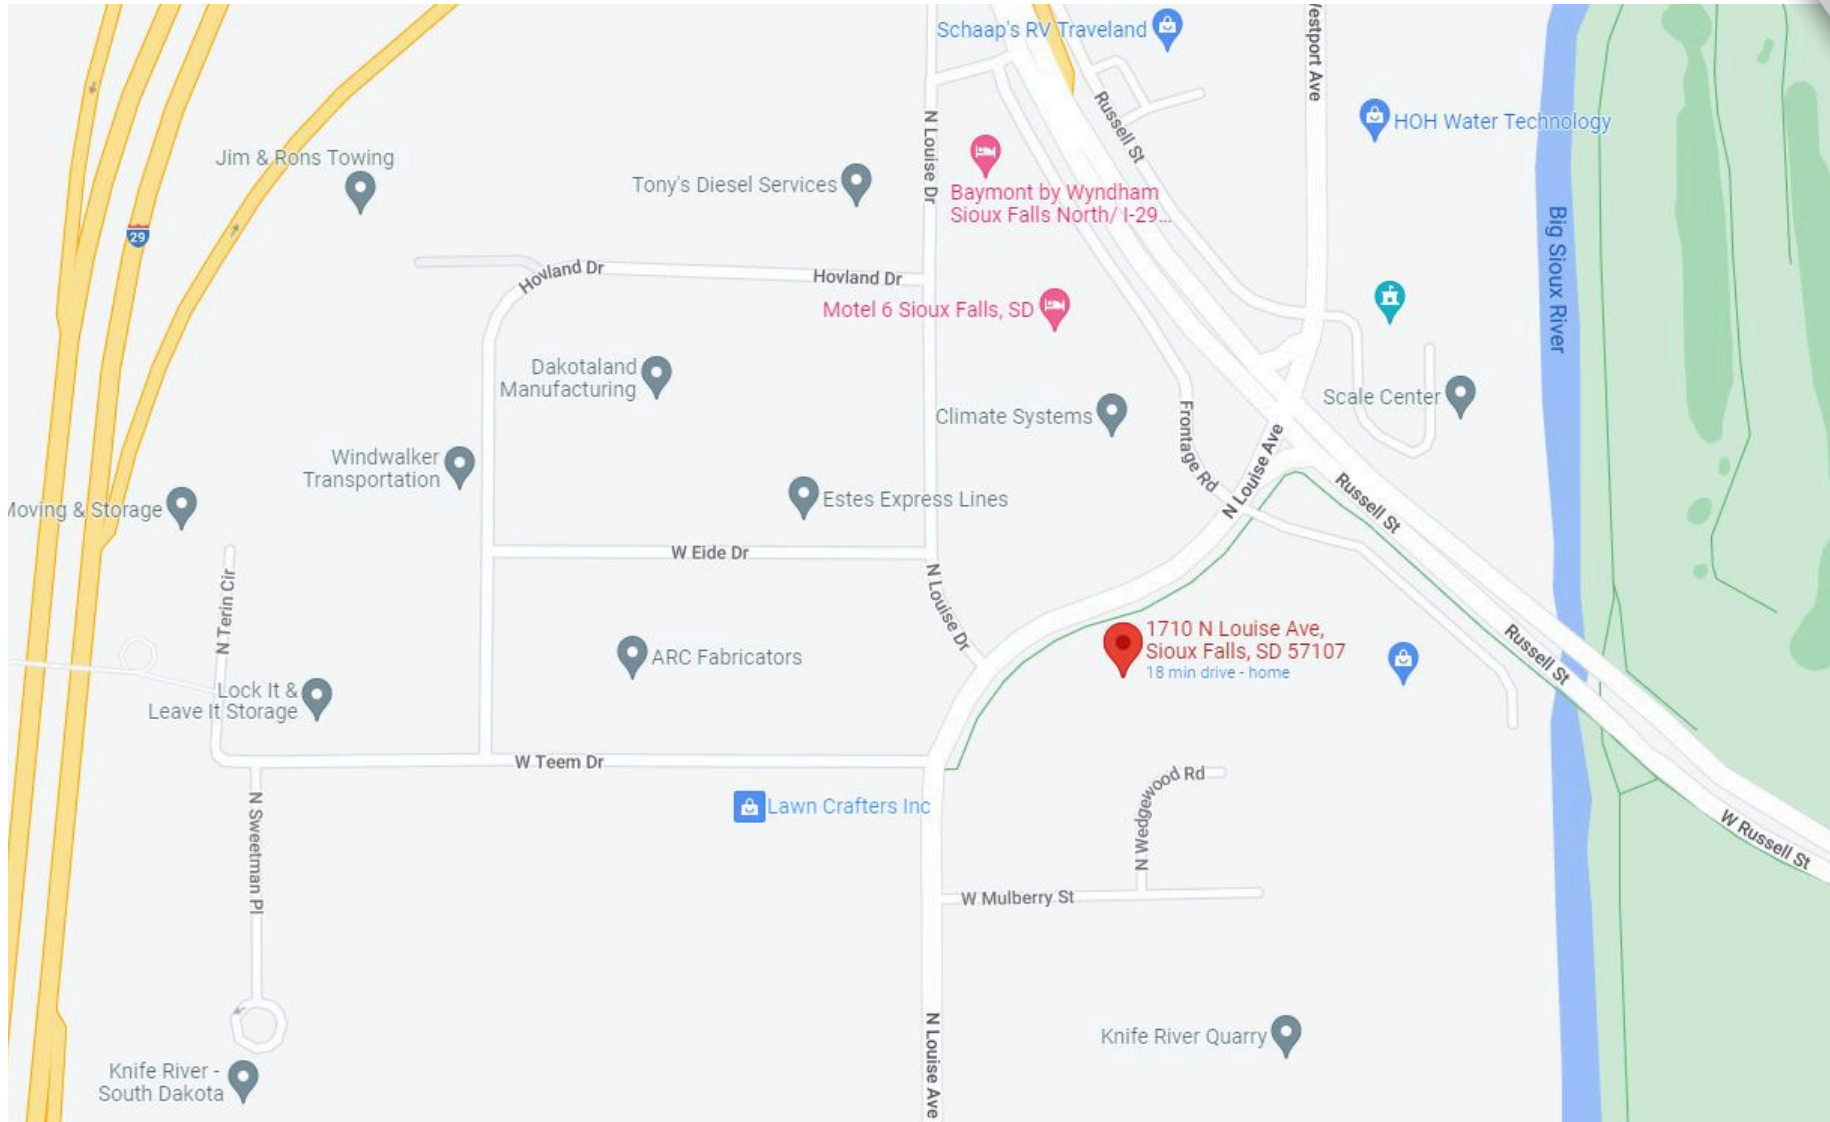 Schaap's RV Traveland
estport Ave
Russell St
HOH Water Technology
N Louise Dr
Jim & Rons Towing
Tony's Diesel Services
Baymont by Wyndham
Sioux Falls North/ I-29...
29
Big Sioux River
Hovland Dr
Hovland Dr
Motel 6 Sioux Falls, SD
Dakotaland
Manufacturing
Climate Systems
Scale Center
Frontage Rd
N Louise Ave
Windwalker
Transportation
Estes Express Lines
Moving & Storage
Russell St
W Eide Dr
N Louise Dr
N Terin Cir
1710 N Louise Ave,
Sioux Falls, SD 57107
18 min drive - home
Russell St
ARC Fabricators
Lock It &
Leave It Storage
W Teem Dr
N Wedgewood Rd
Lawn Crafters Inc
N Sweetman Pl
W Russell St
W Mulberry St
N Louise Ave
Knife River Quarry
Knife River -
South Dakota